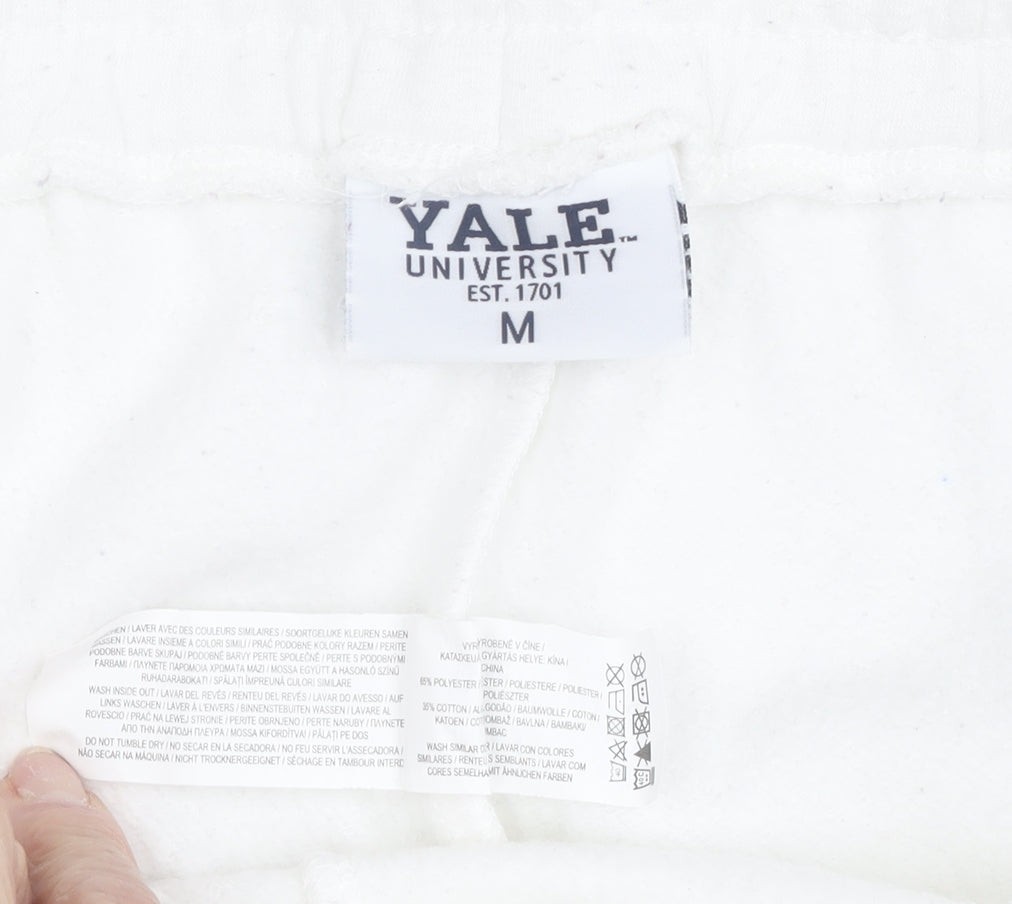 YALE™
UNIVERSITY
EST. 1701
M
LAVER AVEC DES COULEURS SIMILAIRES / SOORTGELIJKE KLEUREN SAMEN
LAVARE INSIEME A COLORI SIMILI / PRAĆ PODOBNE KOLORY RAZEM / PERITE
PODOBNE BARVE SKUPAJ / PODOBNÉ BARVY PERTE SPOLEČNĚ / PERTE S PODOBNÝMI
FARBAMI / ΠΛΥΝΕΤΕ ΠΑΡΟΜΟΙΑ ΧΡΩΜΑΤΑ ΜΑΖΙ / MOSSA EGYÜTT A HASONLÓ SZÍNŰ
RUHADARABOKAT! / SPĂLAȚI ÎMPREUNĂ CULORI SIMILARE
WASH INSIDE OUT / LAVAR DEL REVÉS / RENTEU DEL REVÉS / LAVAR DO AVESSO / AUF
LINKS WASCHEN / LAVER À L'ENVERS / BINNENSTEBUITEN WASSEN / LAVARE AL
ROVESCIO / PRAĆ NA LEWEJ STRONIE / PERITE OBRNJENO / PERTE NARUBY / ΠΛΥΝΕΤΕ
ΑΠΟ ΤΗΝ ΑΝΑΠΟΔΗ ΠΛΕΥΡΑ / MOSSA KIFORDÍTVA! / PĂLAȚI PE DOS
DO NOT TUMBLE DRY / NO SECAR EN LA SECADORA / NO FEU SERVIR L'ASSECADORA /
NÃO SECAR NA MÁQUINA / NICHT TROCKNERGEEIGNET / SÉCHAGE EN TAMBOUR INTERD
VYROBENÉ V ČÍNE /
GYÁRTÁS HELYE: KÍNA /
CHINA
65% POLYESTER / POLIESTERE / POLIESTER /
POLIÉSZTER
35% COTTON / BAUMWOLLE / COTON /
KATOEN / BAVLNA / ΒΑΜΒΑΚΙ/
WASH SIMILAR / LAVAR CON COLORES
SIMILARES / SEMBLANTS / LAVAR COM
CORES MIT ÄHNLICHEN FARBEN